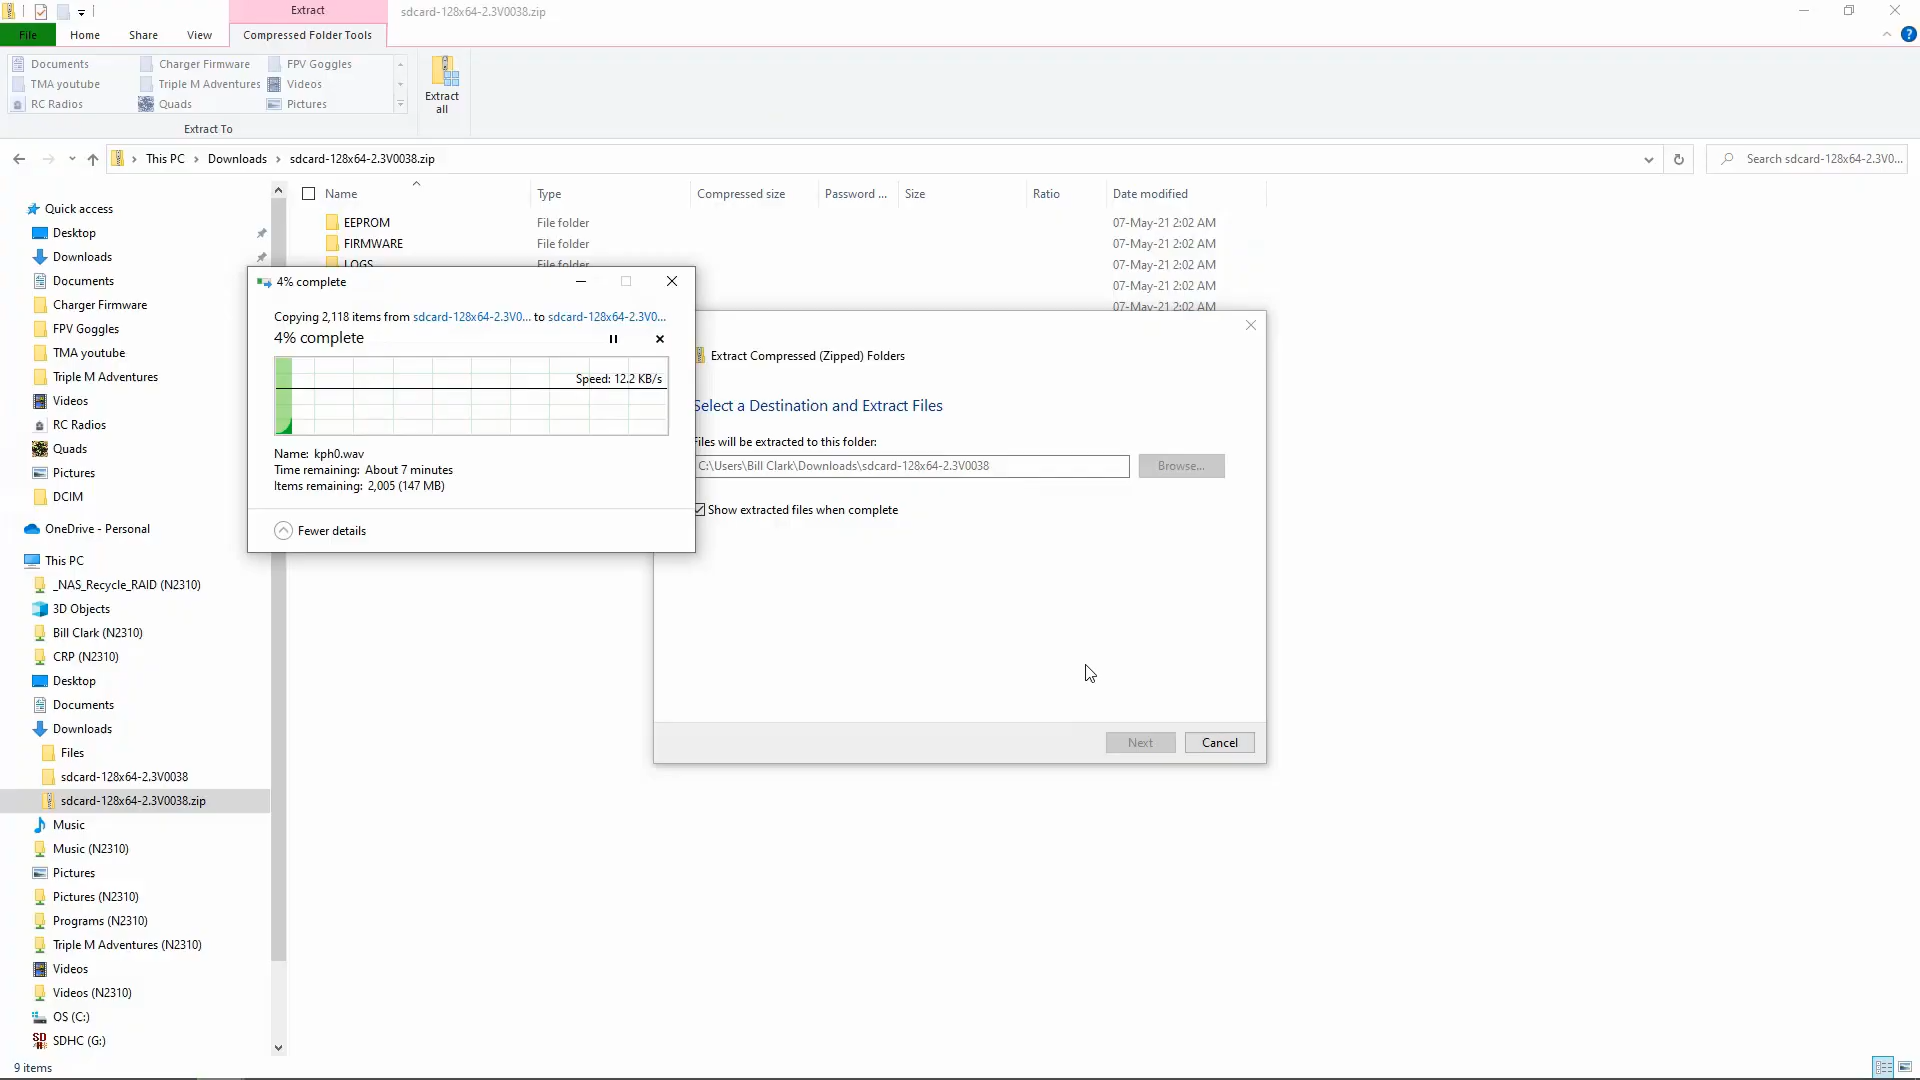 Extract
sdcard-128x64-2.3V0038.zip
File
Home
Share
View
Compressed Folder Tools
?
Documents
Charger Firmware
FPV Goggles
TMA youtube
Triple M Adventures
Videos
RC Radios
Quads
Pictures
Extract To
Extract
all
This PC
Downloads
sdcard-128x64-2.3V0038.zip
Search sdcard-128x64-2.3V0...
Name
Type
Compressed size
Password ...
Size
Ratio
Date modified
EEPROM
File folder
07-May-21 2:02 AM
FIRMWARE
File folder
07-May-21 2:02 AM
LOGS
File folder
07-May-21 2:02 AM
07-May-21 2:02 AM
07-May-21 2:02 AM
Quick access
Desktop
Downloads
Documents
Charger Firmware
FPV Goggles
TMA youtube
Triple M Adventures
Videos
RC Radios
Quads
Pictures
DCIM
OneDrive - Personal
This PC
_NAS_Recycle_RAID (N2310)
3D Objects
Bill Clark (N2310)
CRP (N2310)
Desktop
Documents
Downloads
Files
sdcard-128x64-2.3V0038
sdcard-128x64-2.3V0038.zip
Music
Music (N2310)
Pictures
Pictures (N2310)
Programs (N2310)
Triple M Adventures (N2310)
Videos
Videos (N2310)
OS (C:)
SDHC (G:)
9 items
4% complete
Copying 2,118 items from sdcard-128x64-2.3V0... to sdcard-128x64-2.3V0...
4% complete
Speed: 12.2 KB/s
Name: kph0.wav
Time remaining: About 7 minutes
Items remaining: 2,005 (147 MB)
Fewer details
Extract Compressed (Zipped) Folders
Select a Destination and Extract Files
Files will be extracted to this folder:
C:\Users\Bill Clark\Downloads\sdcard-128x64-2.3V0038
Browse...
Show extracted files when complete
Next
Cancel